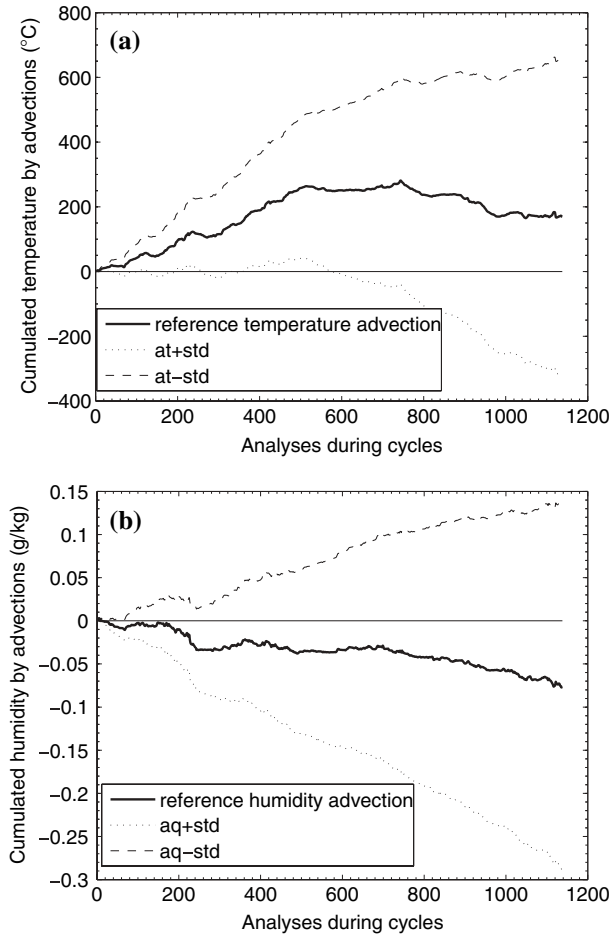 800
(a)
600
400
200
0
−200
−400
Cumulated temperature by advections (°C)
reference temperature advection
at+std
at−std
0 200 400 600 800 1000 1200
Analyses during cycles
0.15
(b)
0.1
0.05
0
−0.05
−0.1
−0.15
−0.2
−0.25
−0.3
Cumulated humidity by advections (g/kg)
reference humidity advection
aq+std
aq−std
0 200 400 600 800 1000 1200
Analyses during cycles